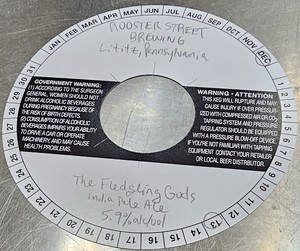 JAN FEB MAR APR MAY JUN JUL AUG SEP OCT NOV DEC
ROOSTER STREET
BREWING
Lititz, Pennsylvania
GOVERNMENT WARNING:
(1) ACCORDING TO THE SURGEON
GENERAL, WOMEN SHOULD NOT
DRINK ALCOHOLIC BEVERAGES
DURING PREGNANCY BECAUSE OF
THE RISK OF BIRTH DEFECTS.
(2) CONSUMPTION OF ALCOHOLIC
BEVERAGES IMPAIRS YOUR ABILITY
TO DRIVE A CAR OR OPERATE
MACHINERY, AND MAY CAUSE
HEALTH PROBLEMS.
WARNING - ATTENTION
THIS KEG WILL RUPTURE AND MAY
CAUSE INJURY IF OVER PRESSUR-
IZED WITH COMPRESSED AIR OR CO2
TAPPING SYSTEM AND PRESSURE
REGULATOR SHOULD BE EQUIPPED
WITH A PRESSURE BLOW-OFF DEVICE.
IF YOU'RE NOT FAMILIAR WITH TAPPING
EQUIPMENT CONTACT YOUR RETAILER
OR LOCAL BEER DISTRIBUTOR.
The Fledgling Gods
india Pale Ale
5.9% alc/vol
1 2 3 4 5 6 7 8 9 10 11 12 13 14 15 16 17 18 19 20 21 22 23 24 25 26 27 28 29 30 31